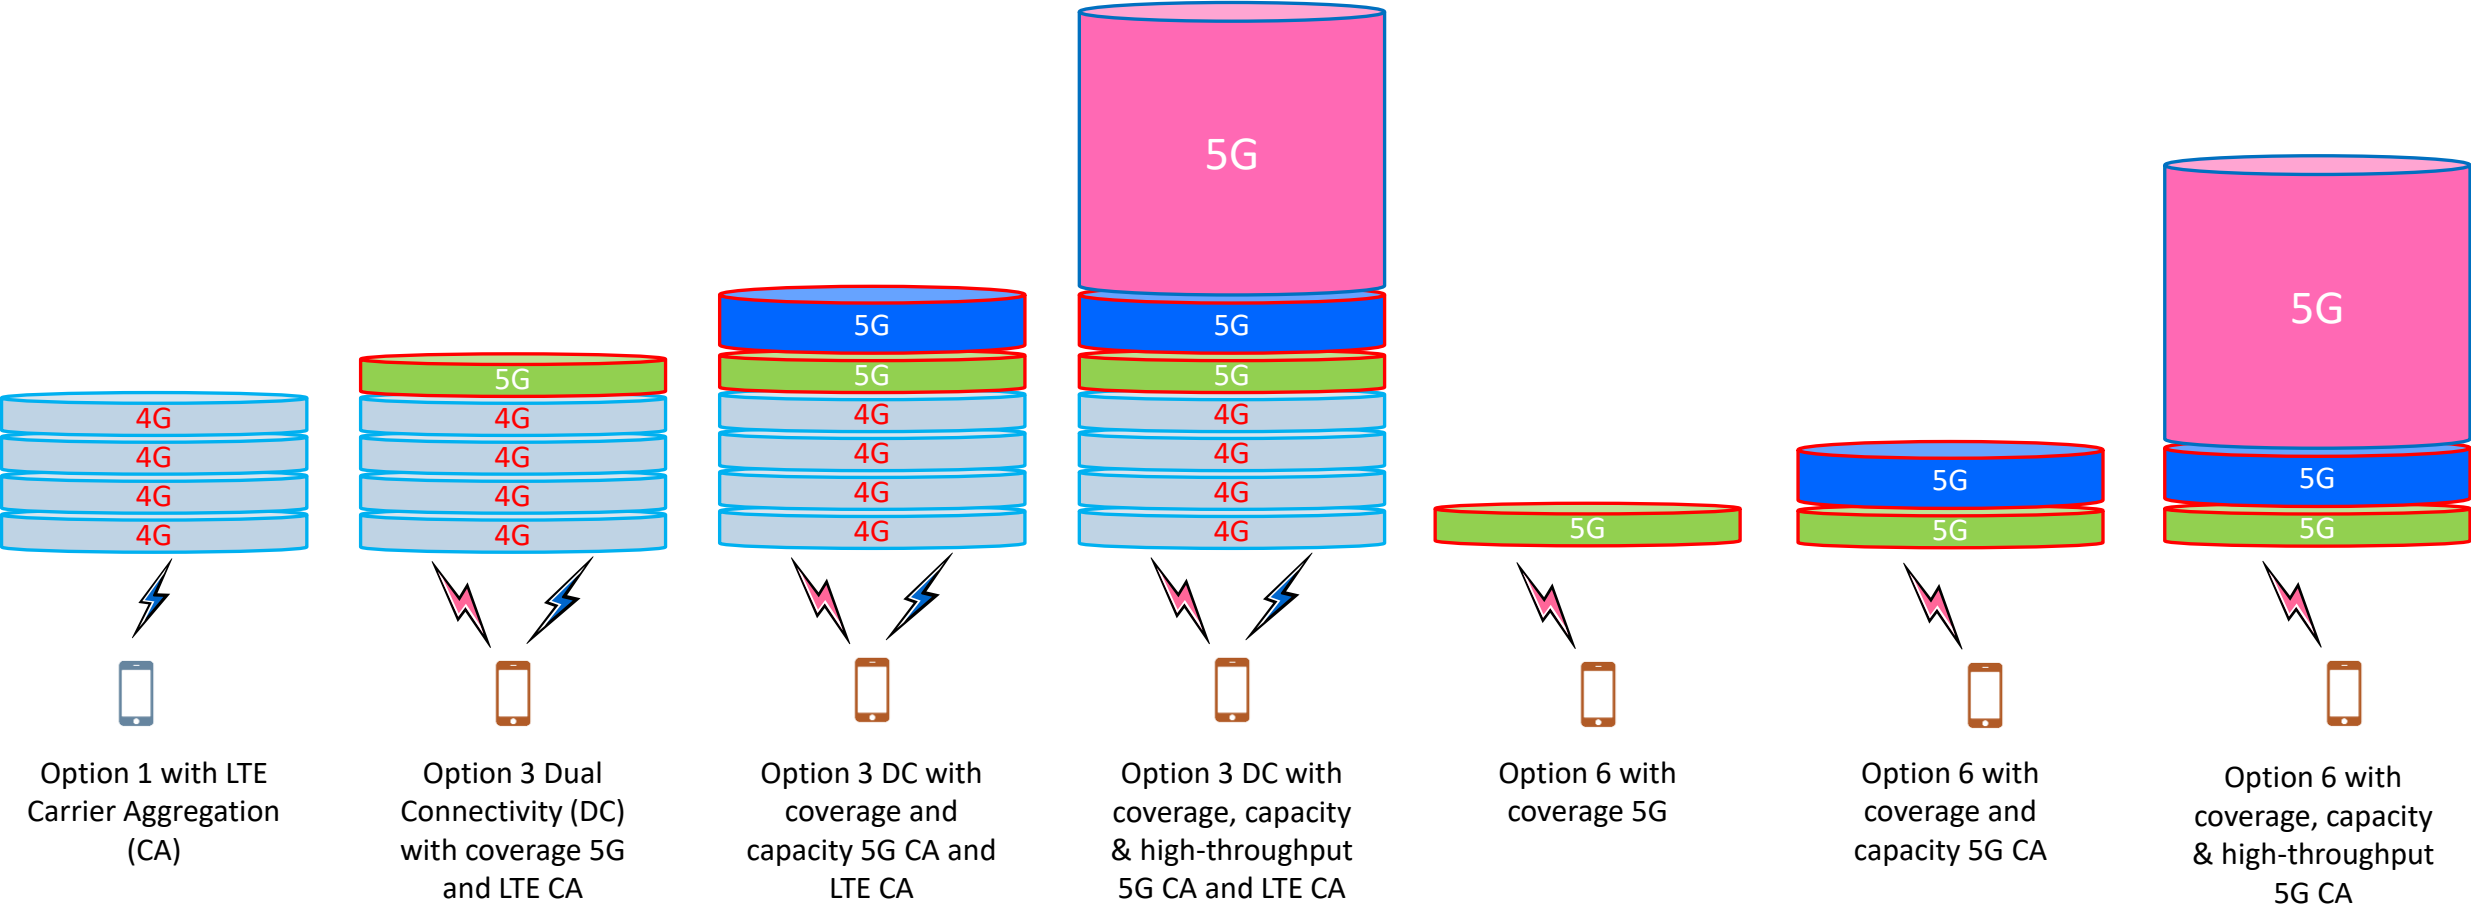 4G
4G
4G
4G
Option 1 with LTE
Carrier Aggregation
(CA)
5G
4G
4G
4G
4G
Option 3 Dual
Connectivity (DC)
with coverage 5G
and LTE CA
5G
5G
4G
4G
4G
4G
Option 3 DC with
coverage and
capacity 5G CA and
LTE CA
5G
5G
5G
4G
4G
4G
4G
Option 3 DC with
coverage, capacity
& high-throughput
5G CA and LTE CA
5G
Option 6 with
coverage 5G
5G
5G
Option 6 with
coverage and
capacity 5G CA
5G
5G
5G
Option 6 with
coverage, capacity
& high-throughput
5G CA